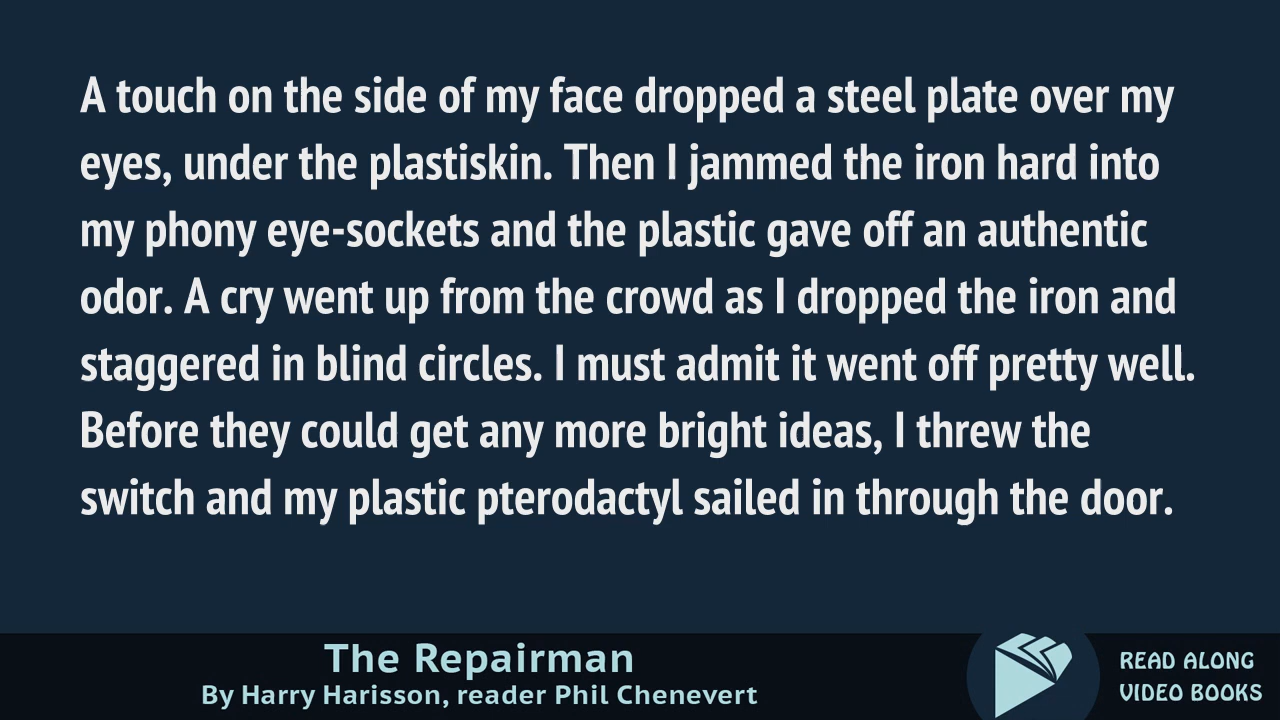 A touch on the side of my face dropped a steel plate over my
eyes, under the plastiskin. Then I jammed the iron hard into
my phony eye-sockets and the plastic gave off an authentic
odor. A cry went up from the crowd as I dropped the iron and
staggered in blind circles. I must admit it went off pretty well.
Before they could get any more bright ideas, I threw the
switch and my plastic pterodactyl sailed in through the door.
The Repairman
By Harry Harisson, reader Phil Chenevert
READ ALONG
VIDEO BOOKS